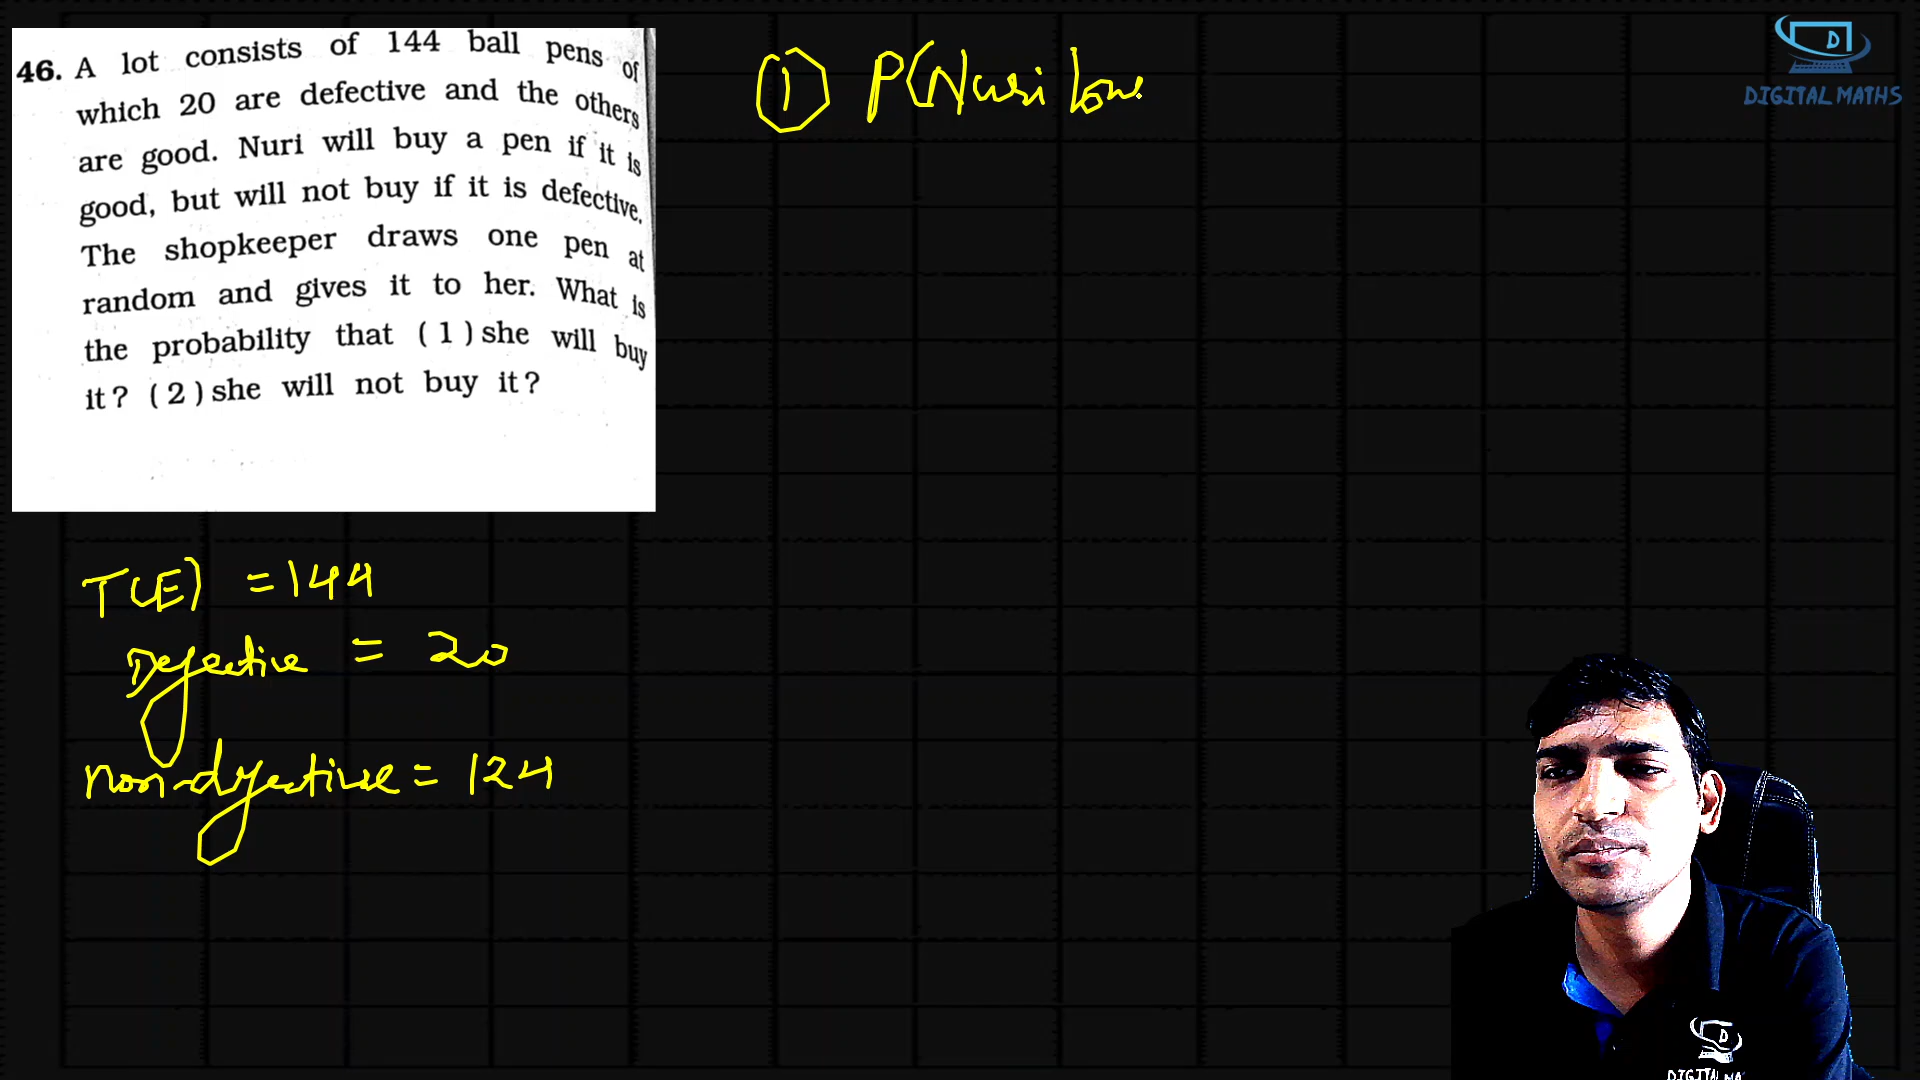 46. A lot consists of 144 ball pens of
which 20 are defective and the others
are good. Nuri will buy a pen if it is
good, but will not buy if it is defective.
The shopkeeper draws one pen at
random and gives it to her. What is
the probability that (1) she will buy
it? (2) she will not buy it?
① P(Nuri
DIGITAL MATHS
T(E) = 144
Defective = 20
non-defective = 124
D
DIGITAL MA